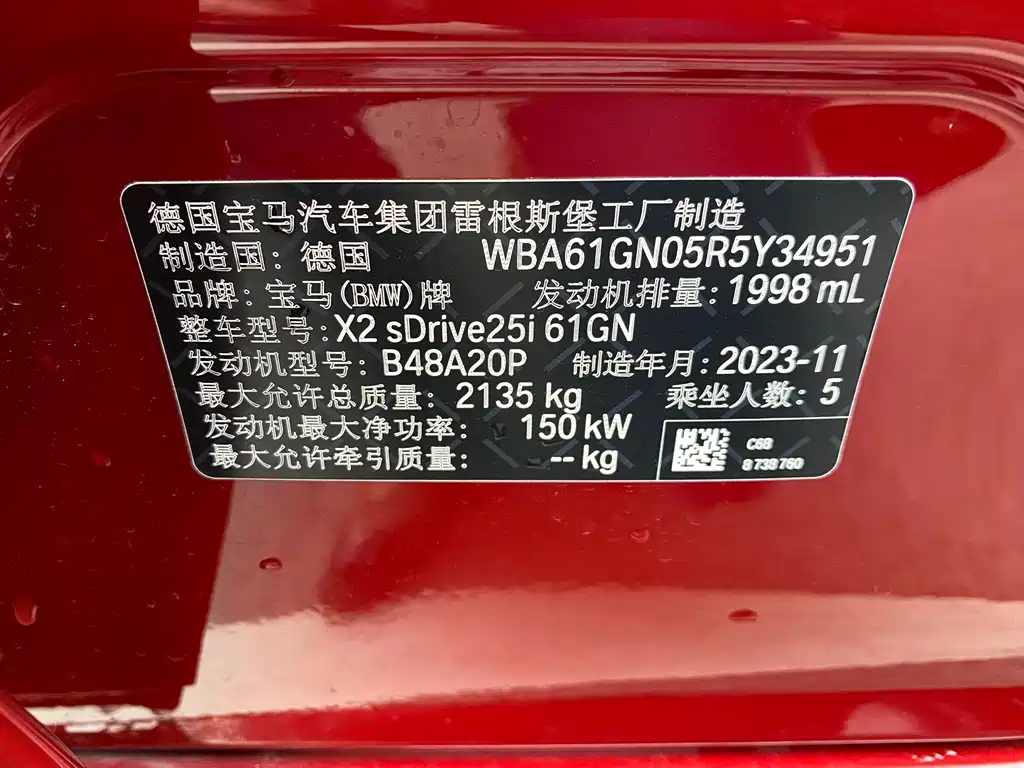 德国宝马汽车集团雷根斯堡工厂制造
制造国: 德国 WBA61GN05R5Y34951
品牌: 宝马(BMW)牌 发动机排量: 1998 mL
整车型号: X2 sDrive25i 61GN
发动机型号: B48A20P 制造年月: 2023-11
最大允许总质量: 2135 kg 乘坐人数: 5
发动机最大净功率: 150 kW
最大允许牵引质量: -- kg
C68
8 738 760